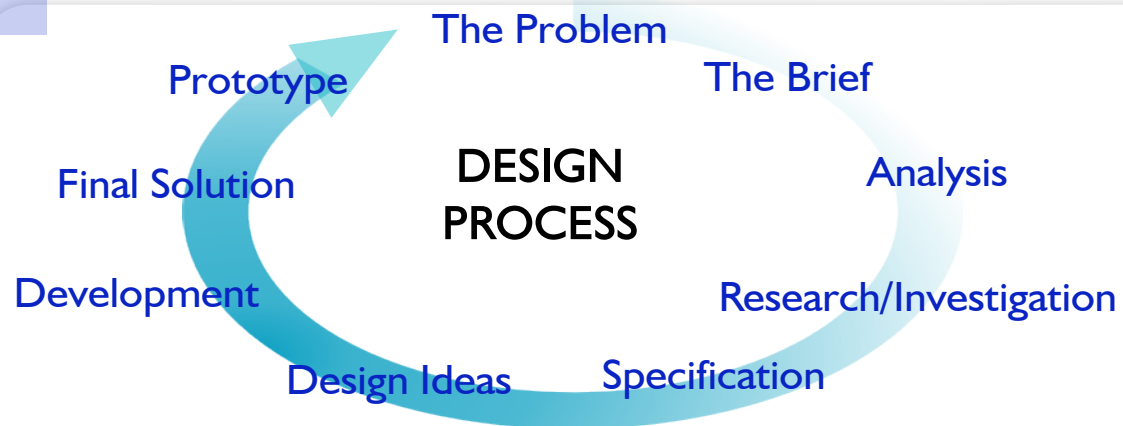 The Problem
The Brief
Analysis
Research/Investigation
Specification
Design Ideas
Development
Final Solution
Prototype
DESIGN
PROCESS